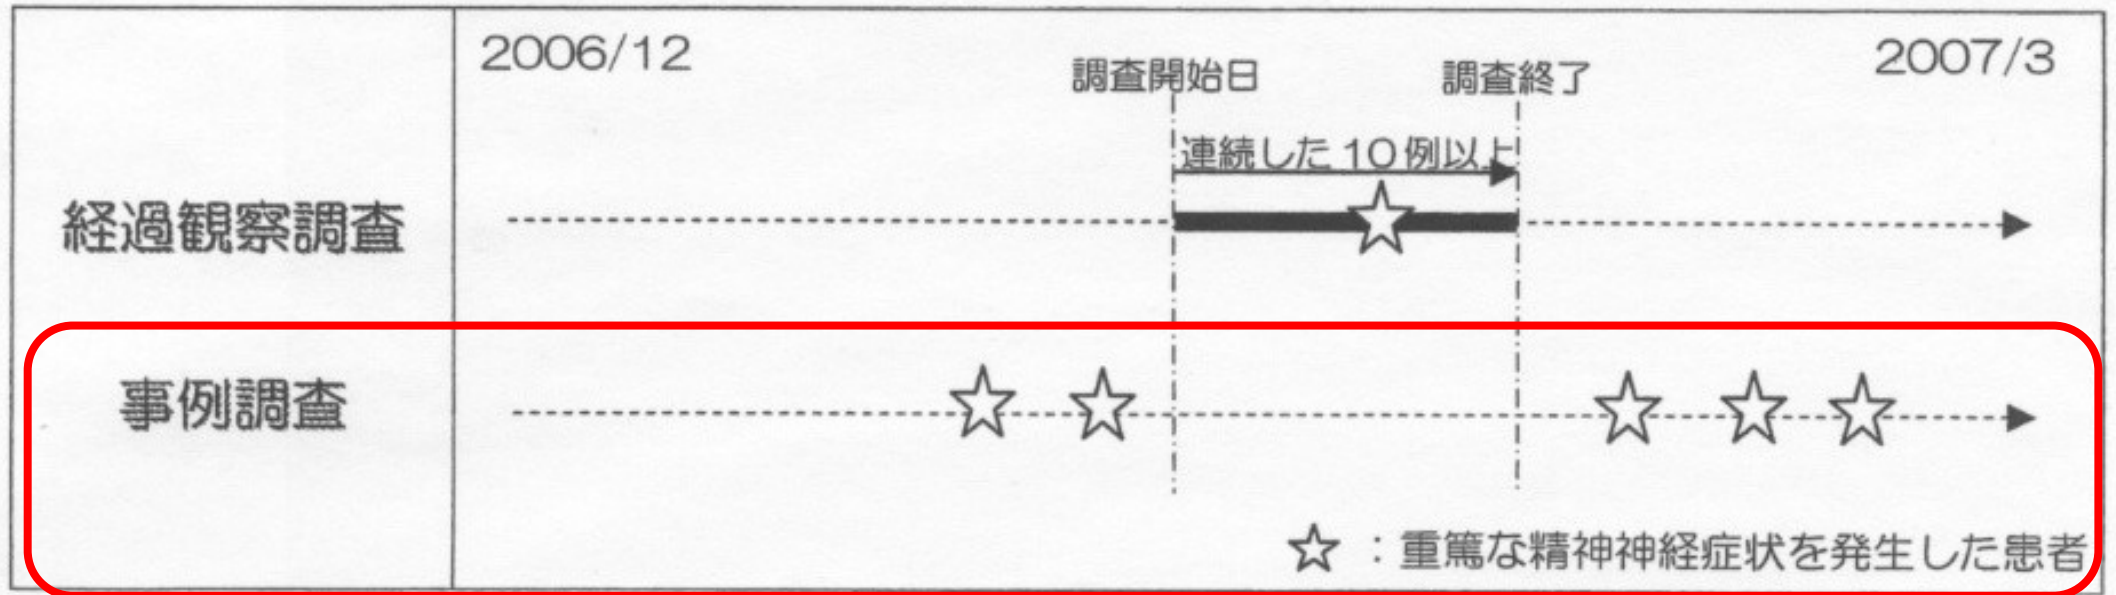 2006/12
2007/3
調査開始日
調査終了
連続した10例以上
経過観察調査
事例調査
☆：重篤な精神神経症状を発生した患者